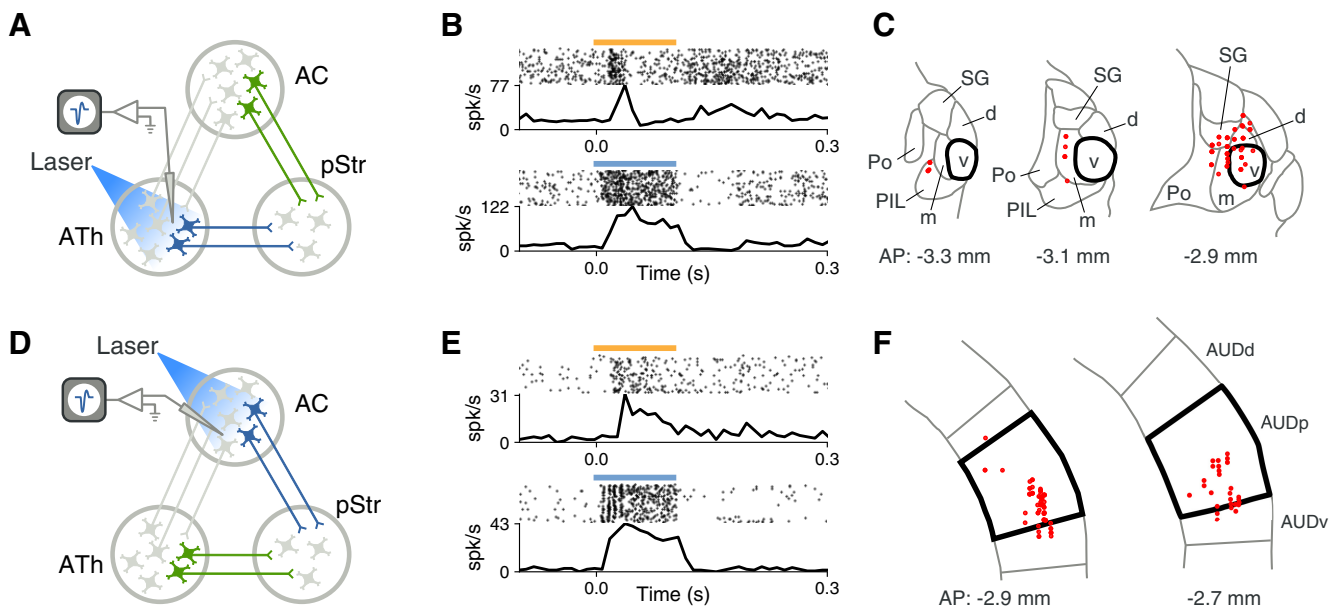 A
AC
pStr
Laser
ATh
B
77
spk/s
0
0.0
0.3
122
spk/s
0
0.0
Time (s)
0.3
C
SG
d
Po
v
PIL
m
AP: -3.3 mm
SG
d
Po
v
PIL
m
-3.1 mm
SG
d
v
Po
m
-2.9 mm
D
Laser
AC
pStr
ATh
E
31
spk/s
0
0.0
0.3
43
spk/s
0
0.0
Time (s)
0.3
F
AUDd
AUDp
AUDv
AP: -2.9 mm
-2.7 mm